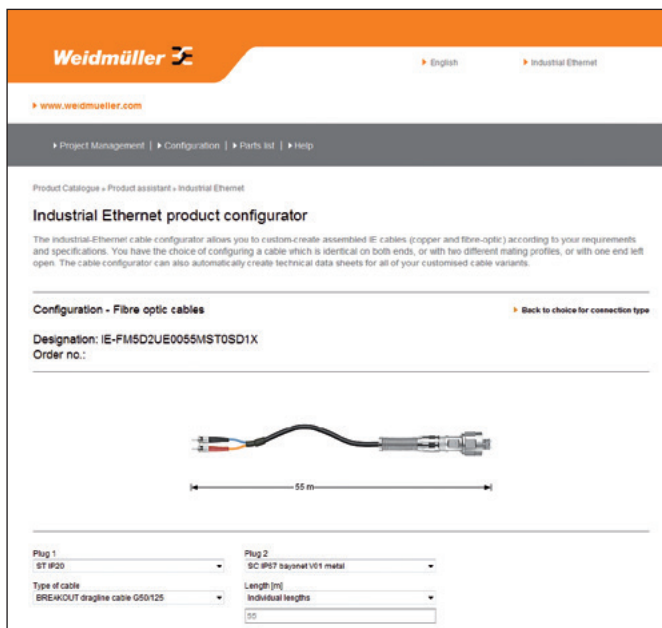 Weidmüller
English
Industrial Ethernet
www.weidmueller.com
Project Management | Configuration | Parts list | Help
Product Catalogue » Product assistant » Industrial Ethernet
Industrial Ethernet product configurator
The industrial-Ethernet cable configurator allows you to custom-create assembled IE cables (copper and fibre-optic) according to your requirements
and specifications. You have the choice of configuring a cable which is identical on both ends, or with two different mating profiles, or with one end left
open. The cable configurator can also automatically create technical data sheets for all of your customised cable variants.
Configuration - Fibre optic cables
Back to choice for connection type
Designation: IE-FM5D2UE0055MST0SD1X
Order no.:
55 m
Plug 1
Plug 2
ST IP20
SC IP67 bayonet V01 metal
Type of cable
Length [m]
BREAKOUT dragline cable G50/125
Individual lengths
55